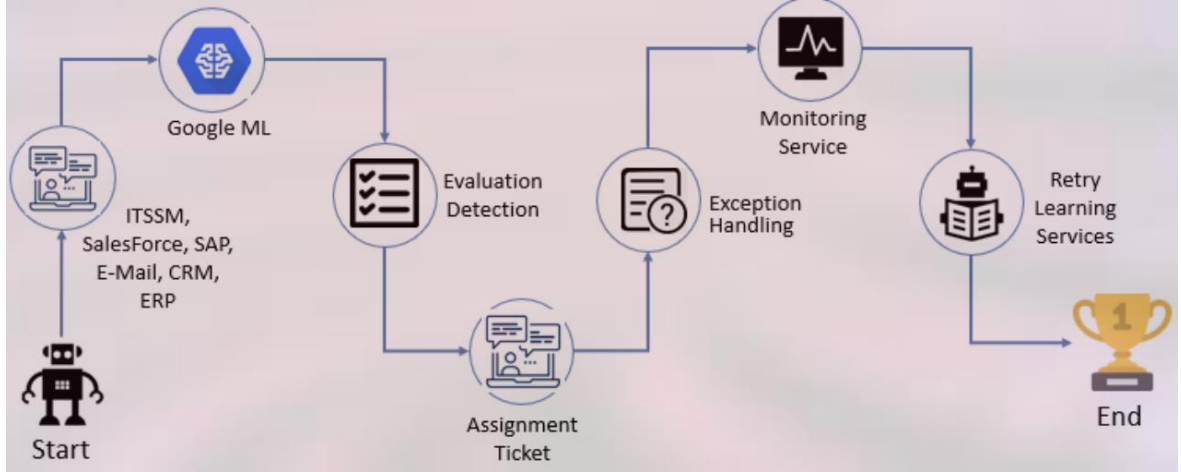 Google ML
ITSSM,
SalesForce, SAP,
E-Mail, CRM,
ERP
Start
Evaluation
Detection
Assignment
Ticket
Exception
Handling
Monitoring
Service
Retry
Learning
Services
1
End